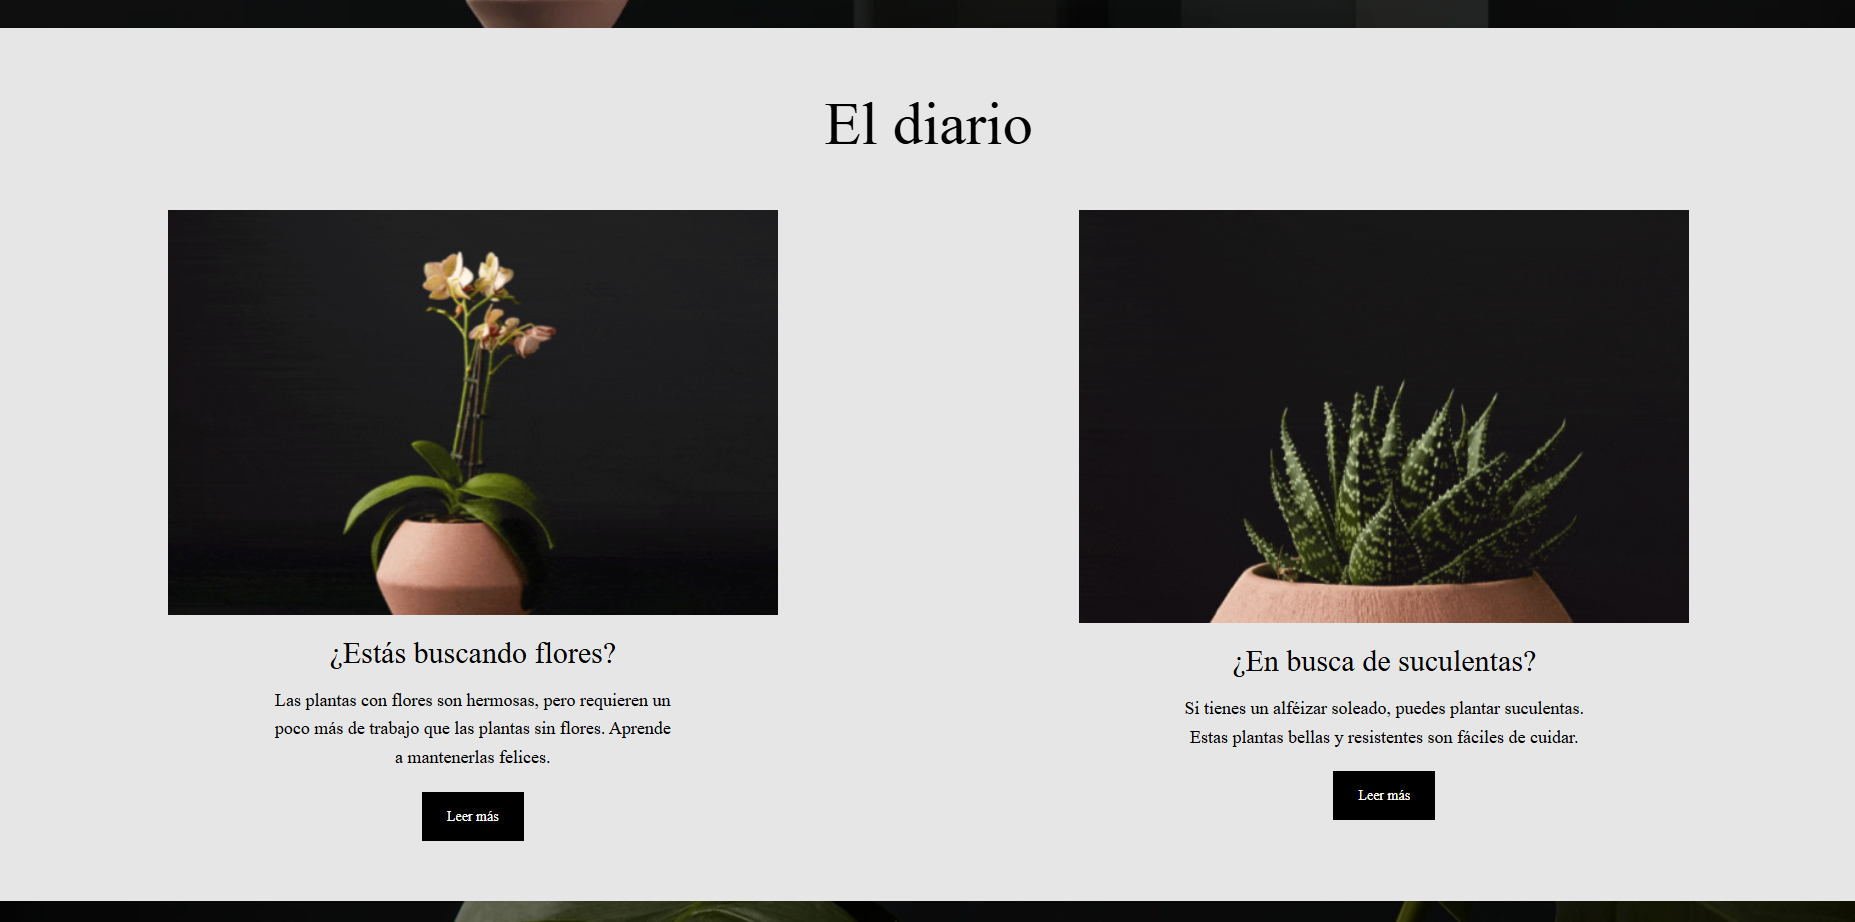 El diario
¿Estás buscando flores?
Las plantas con flores son hermosas, pero requieren un
poco más de trabajo que las plantas sin flores. Aprende
a mantenerlas felices.
Leer más
¿En busca de suculentas?
Si tienes un alféizar soleado, puedes plantar suculentas.
Estas plantas bellas y resistentes son fáciles de cuidar.
Leer más